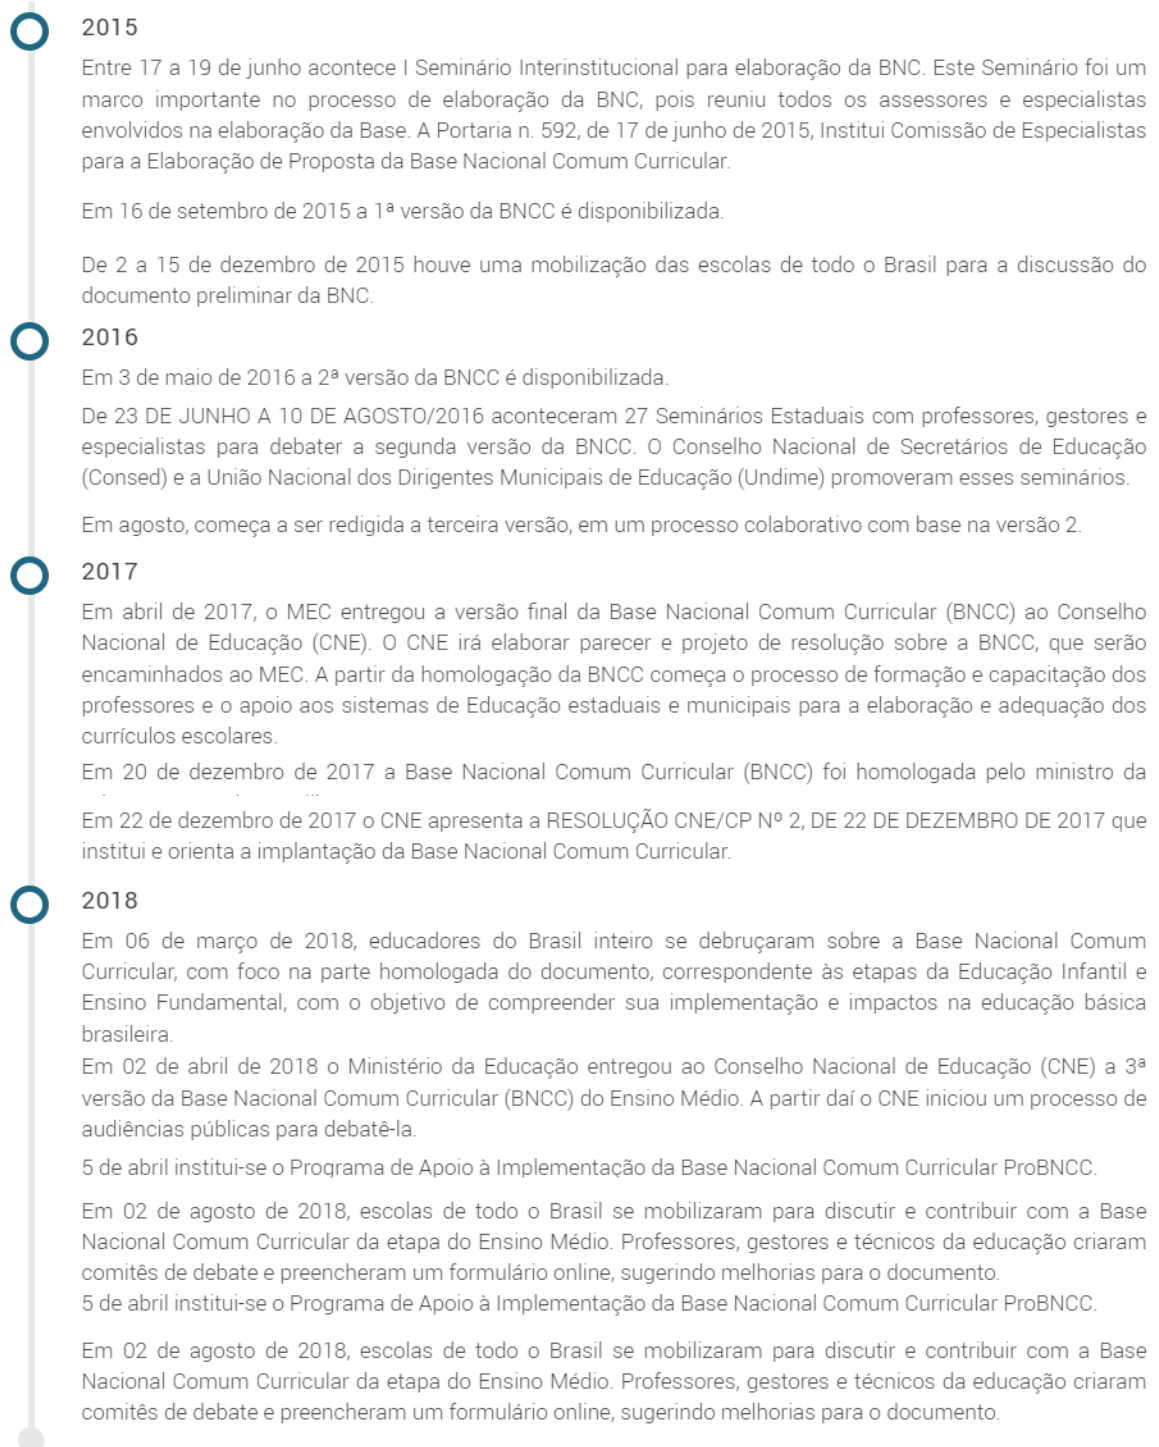 2015
Entre 17 a 19 de junho acontece I Seminário Interinstitucional para elaboração da BNC. Este Seminário foi um
marco importante no processo de elaboração da BNC, pois reuniu todos os assessores e especialistas
envolvidos na elaboração da Base. A Portaria n. 592, de 17 de junho de 2015, Institui Comissão de Especialistas
para a Elaboração de Proposta da Base Nacional Comum Curricular.
Em 16 de setembro de 2015 a 1ª versão da BNCC é disponibilizada.
De 2 a 15 de dezembro de 2015 houve uma mobilização das escolas de todo o Brasil para a discussão do
documento preliminar da BNC.
2016
Em 3 de maio de 2016 a 2ª versão da BNCC é disponibilizada.
De 23 DE JUNHO A 10 DE AGOSTO/2016 aconteceram 27 Seminários Estaduais com professores, gestores e
especialistas para debater a segunda versão da BNCC. O Conselho Nacional de Secretários de Educação
(Consed) e a União Nacional dos Dirigentes Municipais de Educação (Undime) promoveram esses seminários.
Em agosto, começa a ser redigida a terceira versão, em um processo colaborativo com base na versão 2.
2017
Em abril de 2017, o MEC entregou a versão final da Base Nacional Comum Curricular (BNCC) ao Conselho
Nacional de Educação (CNE). O CNE irá elaborar parecer e projeto de resolução sobre a BNCC, que serão
encaminhados ao MEC. A partir da homologação da BNCC começa o processo de formação e capacitação dos
professores e o apoio aos sistemas de Educação estaduais e municipais para a elaboração e adequação dos
currículos escolares.
Em 20 de dezembro de 2017 a Base Nacional Comum Curricular (BNCC) foi homologada pelo ministro da
Em 22 de dezembro de 2017 o CNE apresenta a RESOLUÇÃO CNE/CP Nº 2, DE 22 DE DEZEMBRO DE 2017 que
institui e orienta a implantação da Base Nacional Comum Curricular.
2018
Em 06 de março de 2018, educadores do Brasil inteiro se debruçaram sobre a Base Nacional Comum
Curricular, com foco na parte homologada do documento, correspondente às etapas da Educação Infantil e
Ensino Fundamental, com o objetivo de compreender sua implementação e impactos na educação básica
brasileira.
Em 02 de abril de 2018 o Ministério da Educação entregou ao Conselho Nacional de Educação (CNE) a 3ª
versão da Base Nacional Comum Curricular (BNCC) do Ensino Médio. A partir daí o CNE iniciou um processo de
audiências públicas para debatê-la.
5 de abril institui-se o Programa de Apoio à Implementação da Base Nacional Comum Curricular ProBNCC.
Em 02 de agosto de 2018, escolas de todo o Brasil se mobilizaram para discutir e contribuir com a Base
Nacional Comum Curricular da etapa do Ensino Médio. Professores, gestores e técnicos da educação criaram
comitês de debate e preencheram um formulário online, sugerindo melhorias para o documento.
5 de abril institui-se o Programa de Apoio à Implementação da Base Nacional Comum Curricular ProBNCC.
Em 02 de agosto de 2018, escolas de todo o Brasil se mobilizaram para discutir e contribuir com a Base
Nacional Comum Curricular da etapa do Ensino Médio. Professores, gestores e técnicos da educação criaram
comitês de debate e preencheram um formulário online, sugerindo melhorias para o documento.